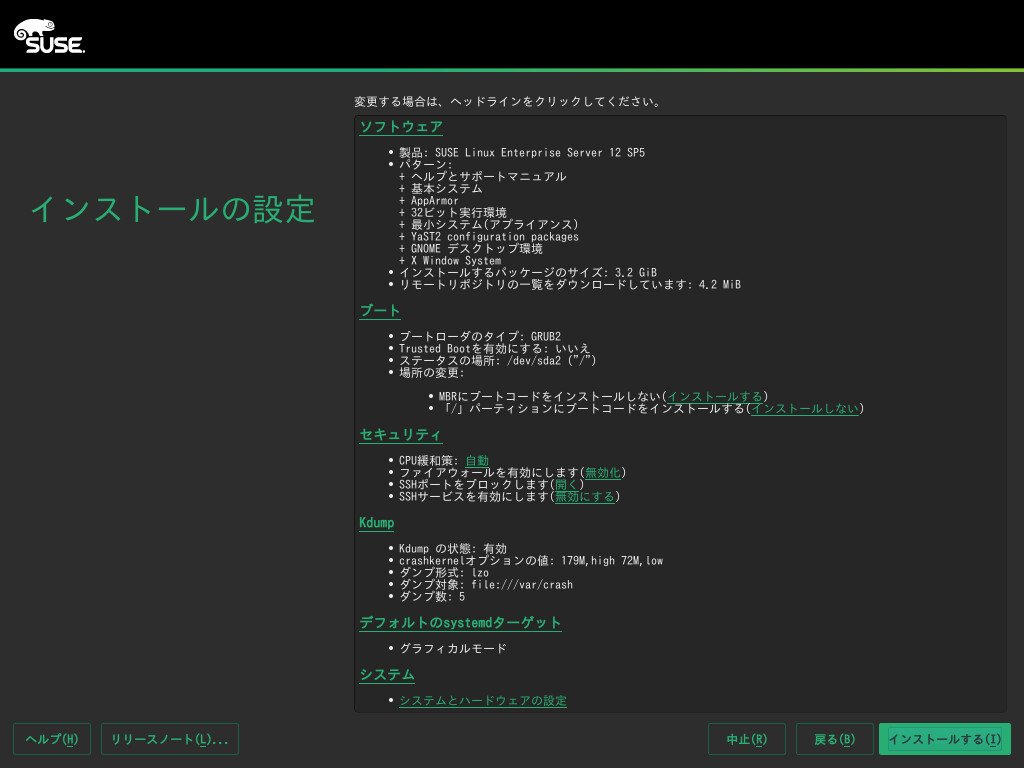 SUSE.
変更する場合は、ヘッドラインをクリックしてください。
インストールの設定
ソフトウェア
• 製品: SUSE Linux Enterprise Server 12 SP5
• パターン:
+ ヘルプとサポートマニュアル
+ 基本システム
+ AppArmor
+ 32ビット実行環境
+ 最小システム(アプライアンス)
+ YaST2 configuration packages
+ GNOME デスクトップ環境
+ X Window System
• インストールするパッケージのサイズ: 3.2 GiB
• リモートリポジトリの一覧をダウンロードしています: 4.2 MiB
ブート
• ブートローダのタイプ: GRUB2
• Trusted Bootを有効にする: いいえ
• ステータスの場所: /dev/sda2 ("/")
• 場所の変更:
• MBRにブートコードをインストールしない(インストールする)
• 「/」パーティションにブートコードをインストールする(インストールしない)
セキュリティ
• CPU緩和策: 自動
• ファイアウォールを有効にします(無効化)
• SSHポートをブロックします(開く)
• SSHサービスを有効にします(無効にする)
Kdump
• Kdump の状態: 有効
• crashkernelオプションの値: 179M,high 72M,low
• ダンプ形式: lzo
• ダンプ対象: file:///var/crash
• ダンプ数: 5
デフォルトのsystemdターゲット
• グラフィカルモード
システム
• システムとハードウェアの設定
ヘルプ(H) リリースノート(L)... 中止(R) 戻る(B) インストールする(I)